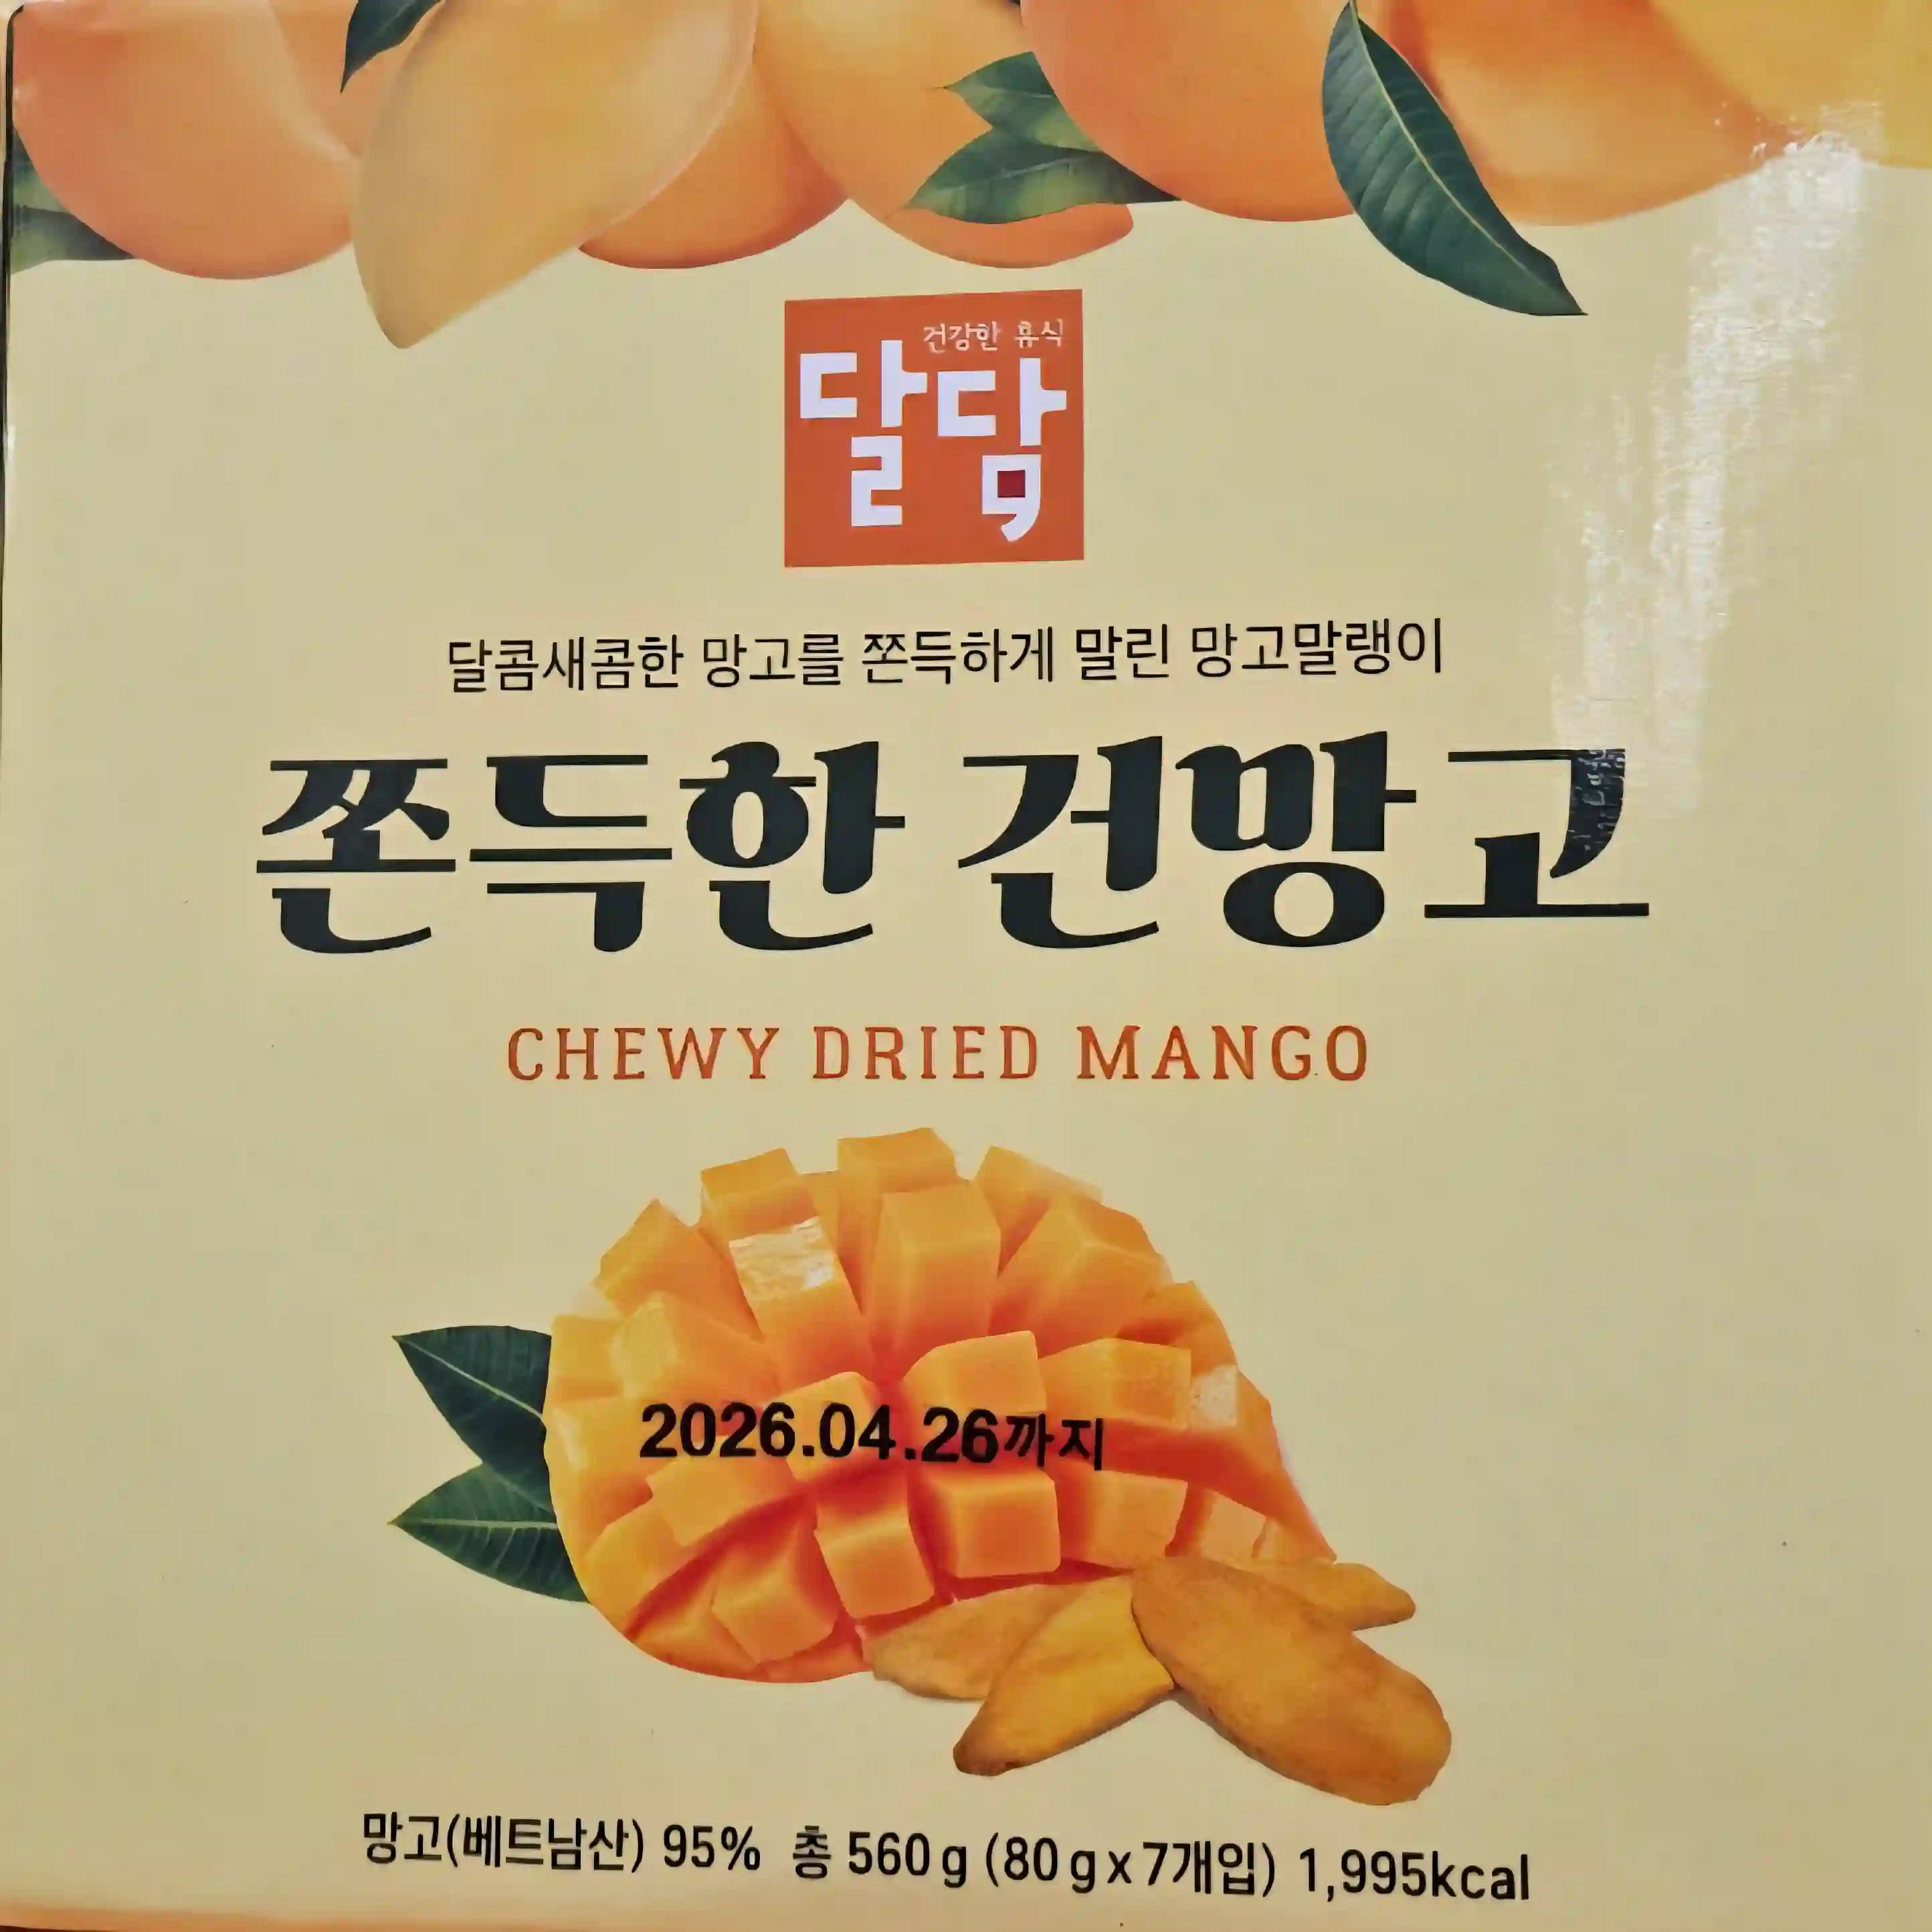 건강한 휴식
달담
달콤새콤한 망고를 쫀득하게 말린 망고말랭이
쫀득한 건망고
CHEWY DRIED MANGO
2026.04.26까지
망고(베트남산) 95% 총 560g (80g x 7개입) 1,995kcal